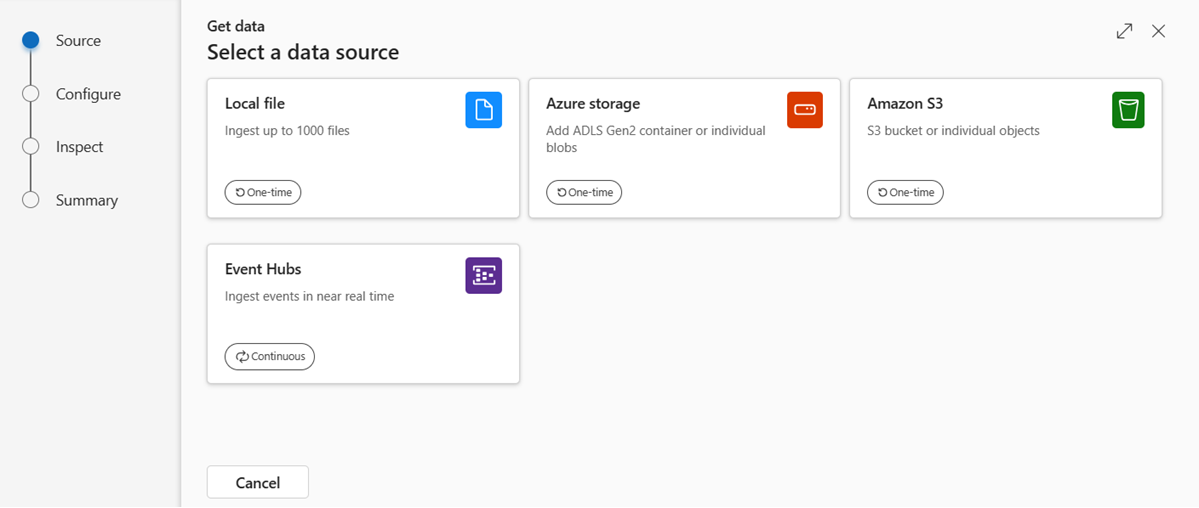 Source
Configure
Inspect
Summary
Get data
Select a data source
Local file
Ingest up to 1000 files
One-time
Azure storage
Add ADLS Gen2 container or individual
blobs
One-time
Amazon S3
S3 bucket or individual objects
One-time
Event Hubs
Ingest events in near real time
Continuous
Cancel